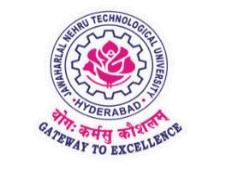 JAWAHARLAL NEHRU TECHNOLOGICAL UNIVERSITY
HYDERABAD
योगः कर्मसु कौशलम्
GATEWAY TO EXCELLENCE